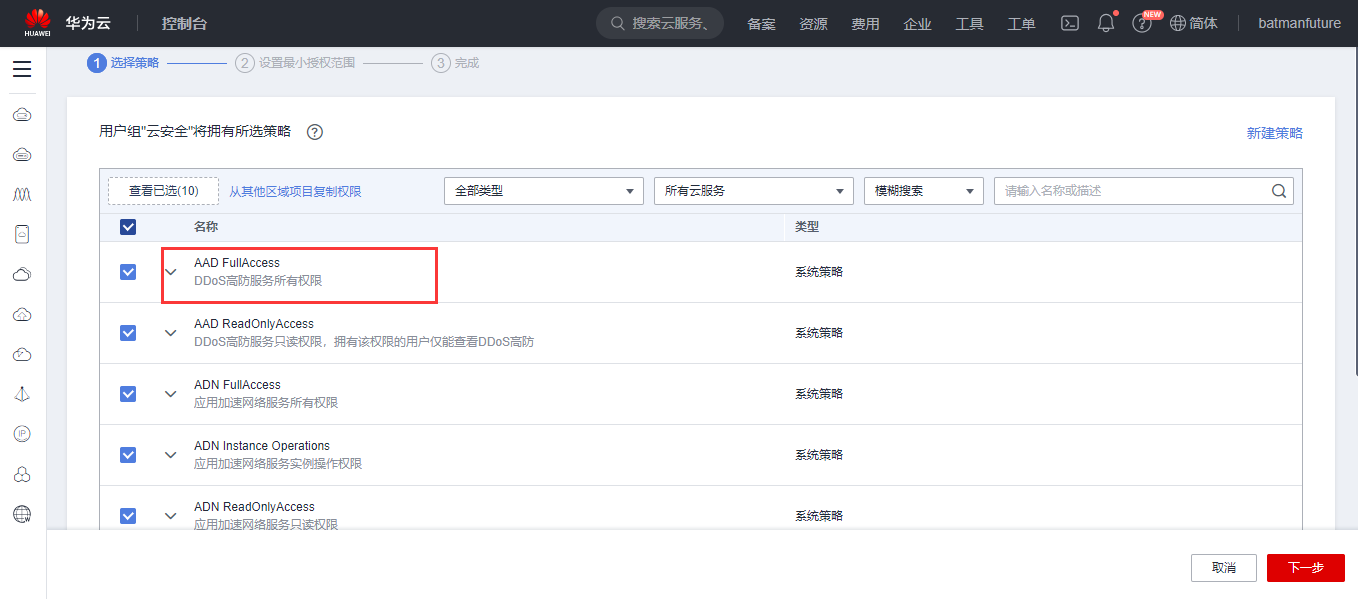 HUAWEI 华为云 控制台 搜索云服务、 备案 资源 费用 企业 工具 工单 NEW 简体 batmanfuture
1 选择策略 2 设置最小授权范围 3 完成
用户组"云安全"将拥有所选策略 ? 新建策略
查看已选(10) 从其他区域项目复制权限 全部类型 所有云服务 模糊搜索 请输入名称或描述
名称 类型
AAD FullAccess
DDoS高防服务所有权限
系统策略
AAD ReadOnlyAccess
DDoS高防服务只读权限，拥有该权限的用户仅能查看DDoS高防
系统策略
ADN FullAccess
应用加速网络服务所有权限
系统策略
ADN Instance Operations
应用加速网络服务实例操作权限
系统策略
ADN ReadOnlyAccess
应用加速网络服务只读权限
系统策略
IP
W
取消 下一步